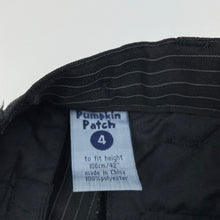 Pumpkin
Patch
4
to fit height
106cm/42"
made in China
100% polyester